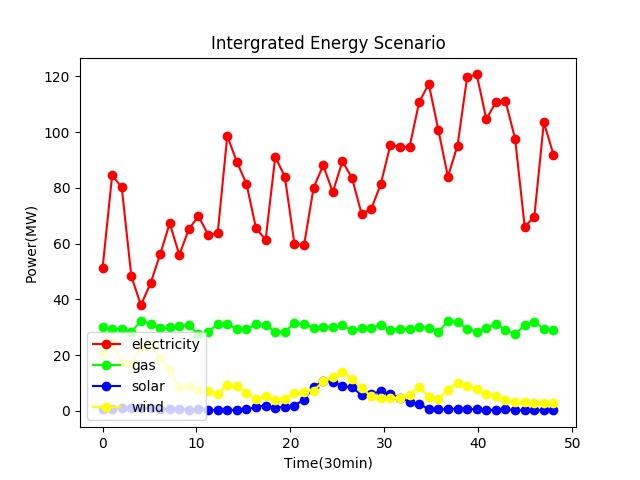 Intergrated Energy Scenario
Power(MW)
120
100
80
60
40
20
0
electricity
gas
solar
wind
0 10 20 30 40 50
Time(30min)